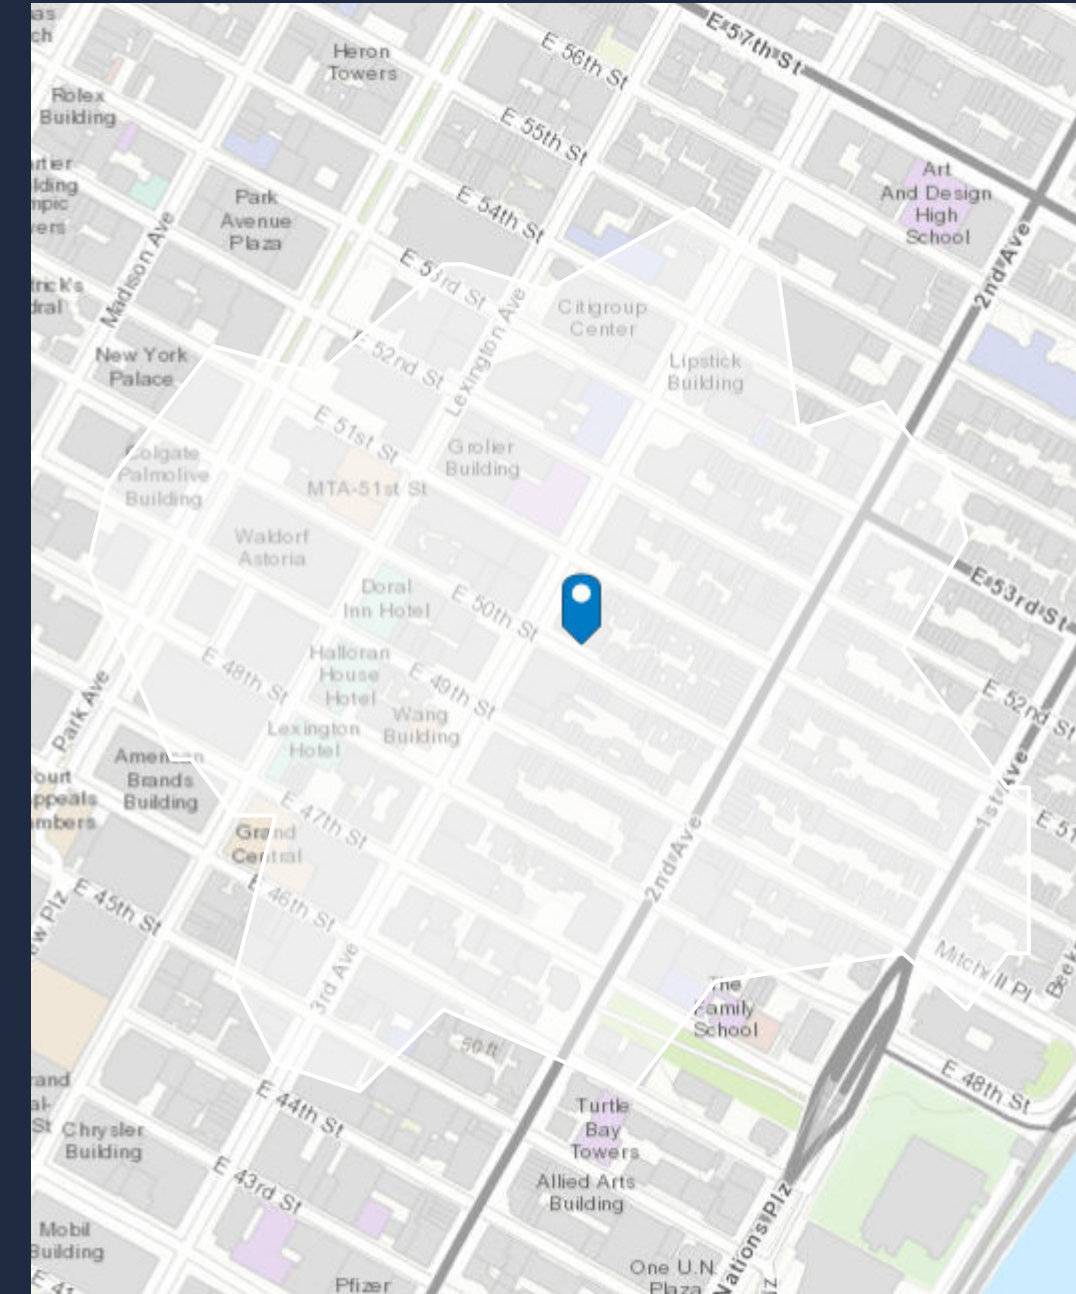 E 57th St
E 56th St
Heron
Towers
Rolex
Building
E 55th St
Art
And Design
High
School
Park
Avenue
Plaza
E 54th St
2nd Ave
Madison Ave
E 53rd St
Citigroup
Center
Lexington Ave
New York
Palace
E 52nd St
Lipstick
Building
E 51st St
Grolier
Building
Colgate
Palmolive
Building
MTA-51st St
Waldorf
Astoria
Doral
Inn Hotel
E 50th St
E 53rd St
Halloran
House
Hotel
E 48th St
E 49th St
E 52nd St
Park Ave
Wang
Building
Lexington
Hotel
American
Brands
Building
1st Ave
E 51
E 47th St
Grand
Central
2nd Ave
E 46th St
E 45th St
Mitchell Pl
3rd Ave
The
Family
School
50 ft
E 48th St
E 44th St
Turtle
Bay
Towers
Chrysler
Building
E 43rd St
Allied Arts
Building
Mobil
Building
One U.N.
Plaza
Nations Plz
Pfizer